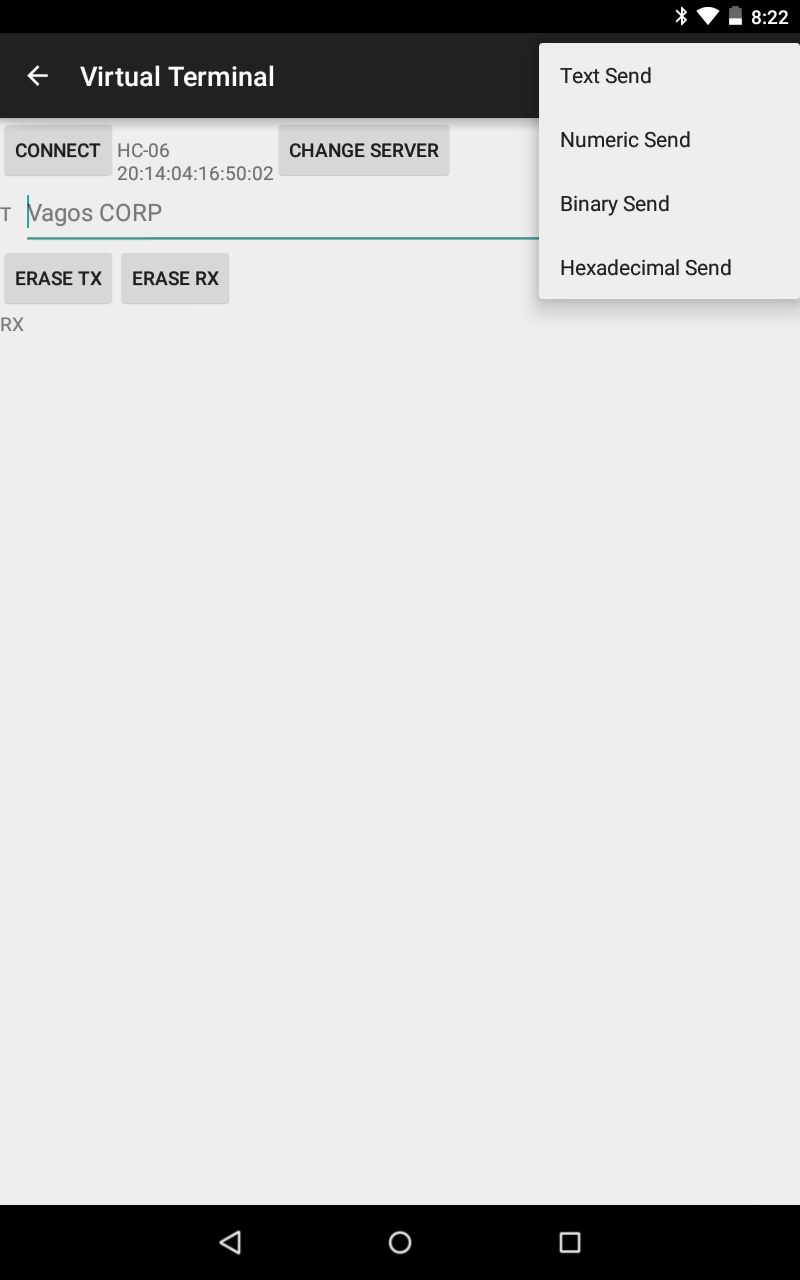 8:22
Virtual Terminal
Text Send
Numeric Send
Binary Send
Hexadecimal Send
CONNECT
HC-06
20:14:04:16:50:02
CHANGE SERVER
T
Vagos CORP
ERASE TX
ERASE RX
RX